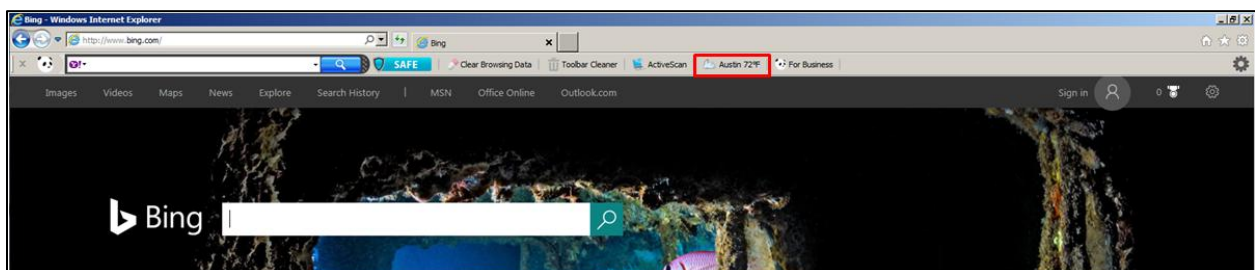 Bing - Windows Internet Explorer
http://www.bing.com/ Bing
Y! SAFE Clear Browsing Data Toolbar Cleaner ActiveScan Austin 72°F For Business
Images Videos Maps News Explore Search History | MSN Office Online Outlook.com Sign in 0
Bing